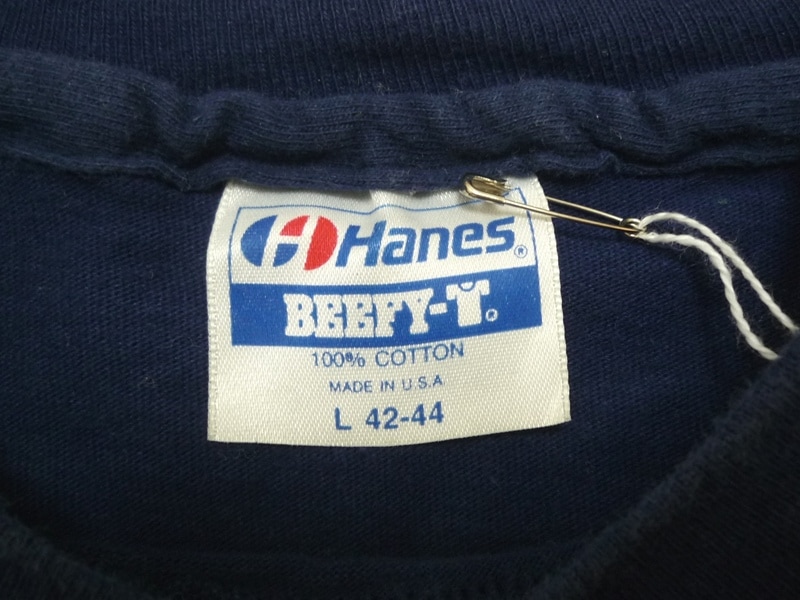 Hanes®
BEEFY-T®
100% COTTON
MADE IN U.S.A
L 42-44